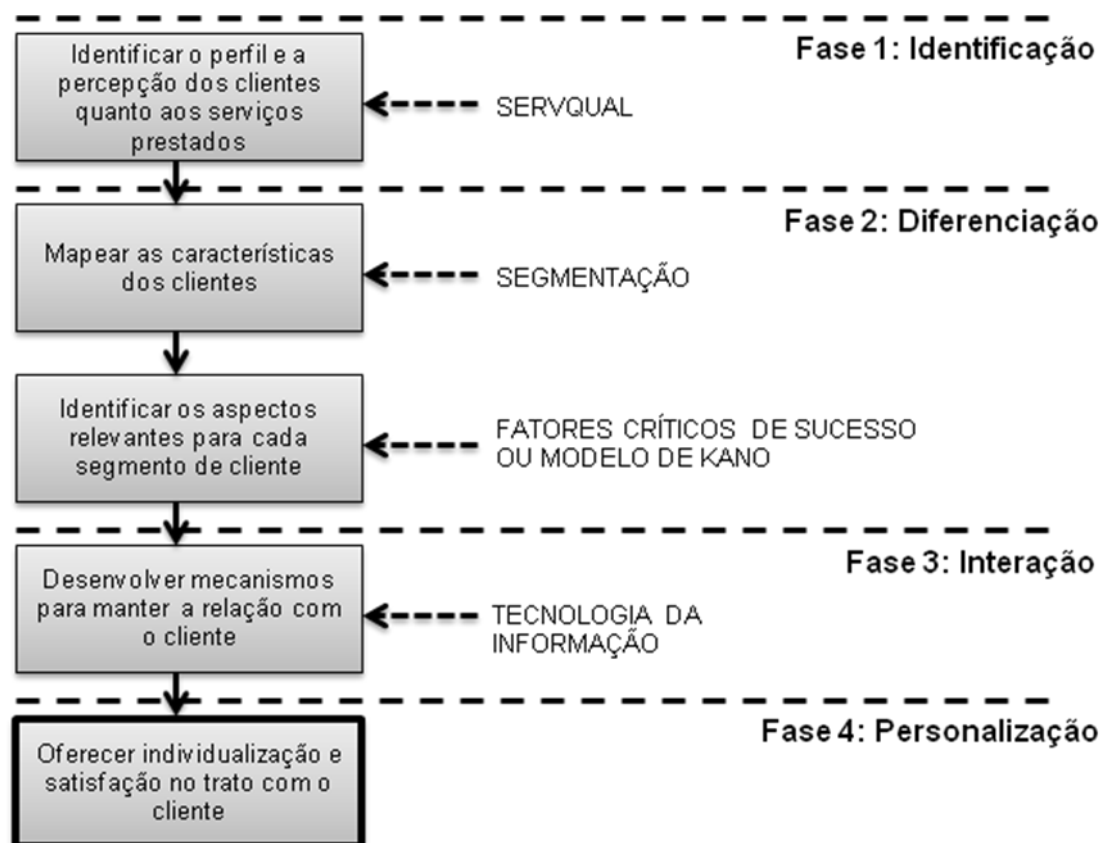 Fase 1: Identificação
Identificar o perfil e a
percepção dos clientes
quanto aos serviços
prestados
SERVQUAL
Fase 2: Diferenciação
Mapear as características
dos clientes
SEGMENTAÇÃO
Identificar os aspectos
relevantes para cada
segmento de cliente
FATORES CRÍTICOS DE SUCESSO
OU MODELO DE KANO
Fase 3: Interação
Desenvolver mecanismos
para manter a relação com
o cliente
TECNOLOGIA DA
INFORMAÇÃO
Fase 4: Personalização
Oferecer individualização e
satisfação no trato com o
cliente